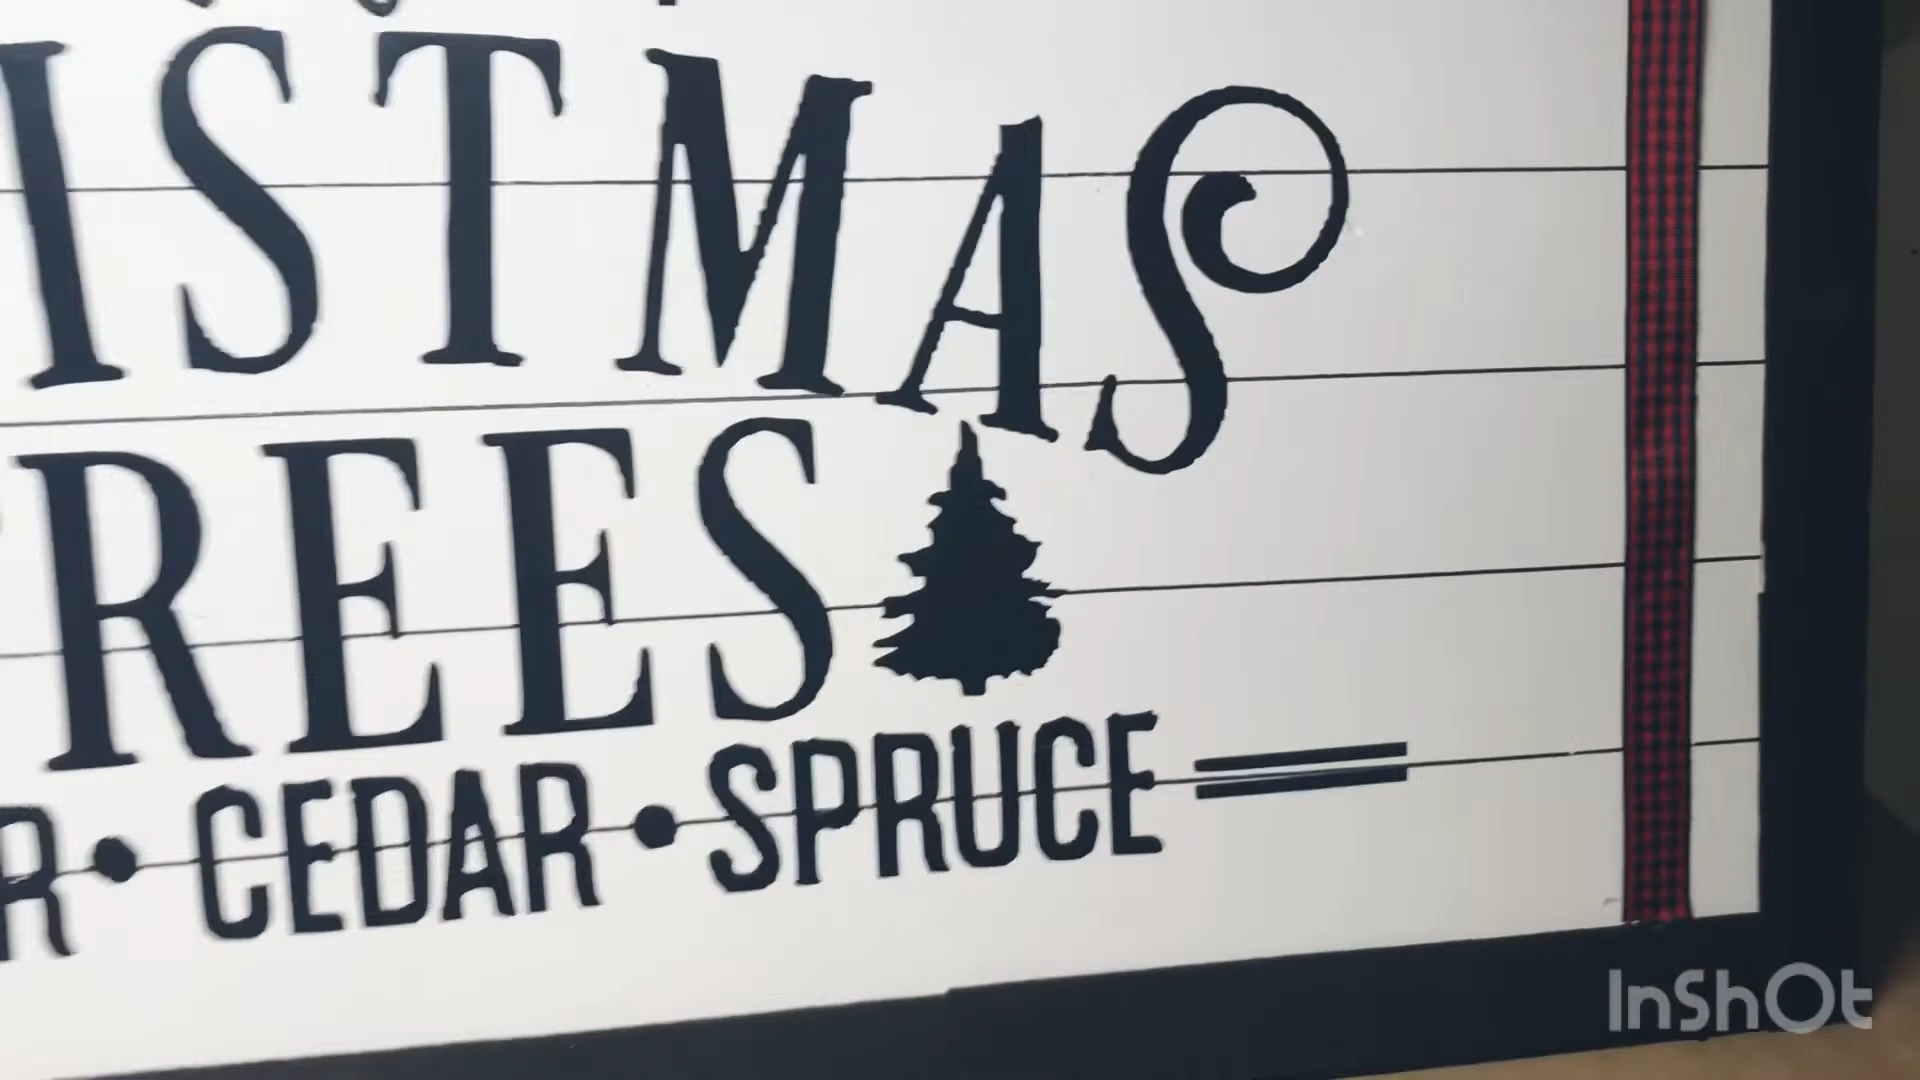 ISTMAS
REES
R • CEDAR • SPRUCE
InShOt